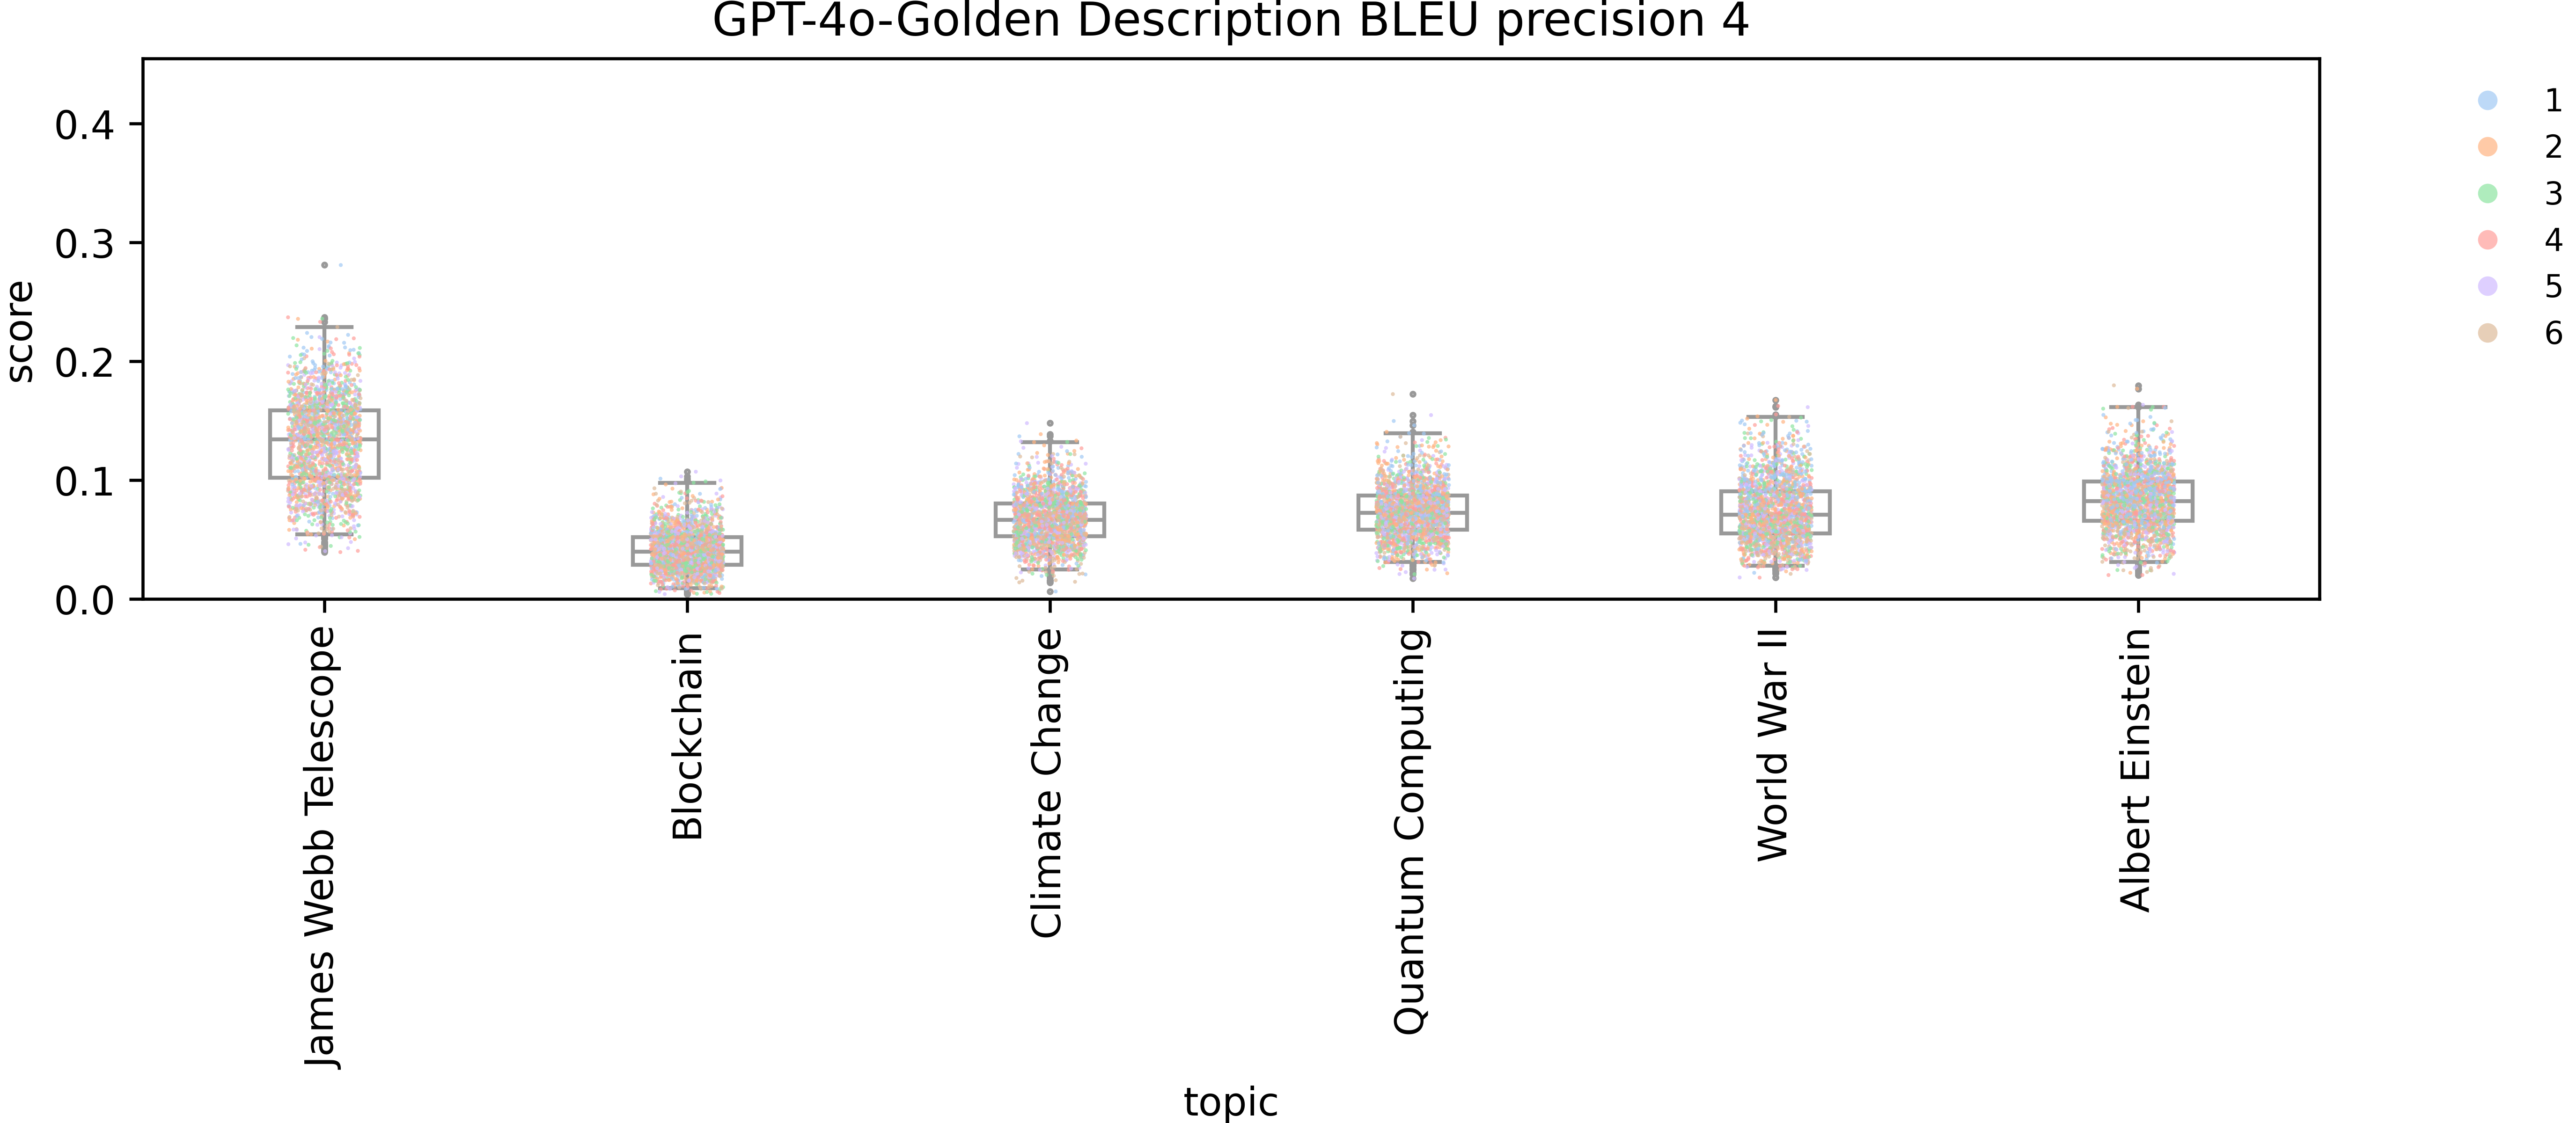 GPT-4o-Golden Description BLEU precision 4
score
0.4
0.3
0.2
0.1
0.0
James Webb Telescope
Blockchain
Climate Change
Quantum Computing
World War II
Albert Einstein
topic
1
2
3
4
5
6